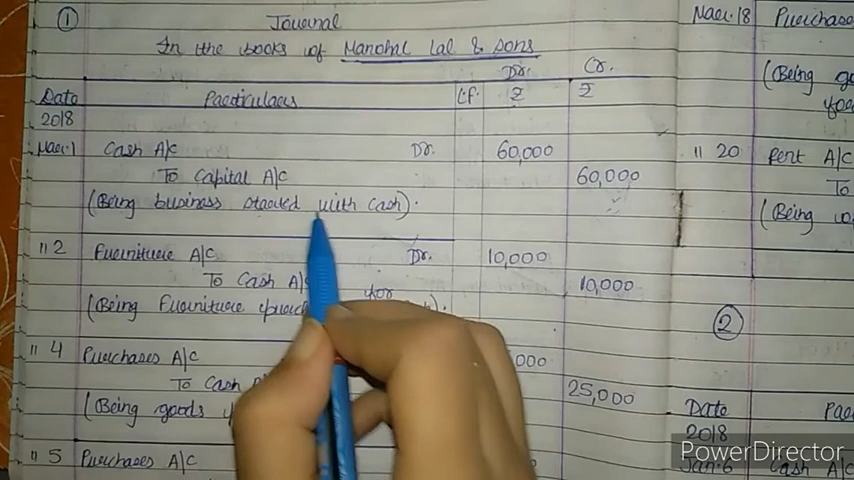 1
Journal
In the books of Manohal Lal & Sons
Dr. Cr.
Date Particulars L.F. ₹ ₹
2018
Mar.1 Cash A/c Dr. 60,000
To Capital A/c 60,000
(Being business started with cash).
"2 Furniture A/c Dr. 10,000
To Cash A/c 10,000
(Being Furniture for
"4 Purchases A/c ,000
To Cash 25,000
(Being goods
"5 Purchases A/c
Mar.18 Purchases
(Being
" 20 Rent A/c
To
(Being
2
Date
2018
Jan.6 Cash A/c
PowerDirector